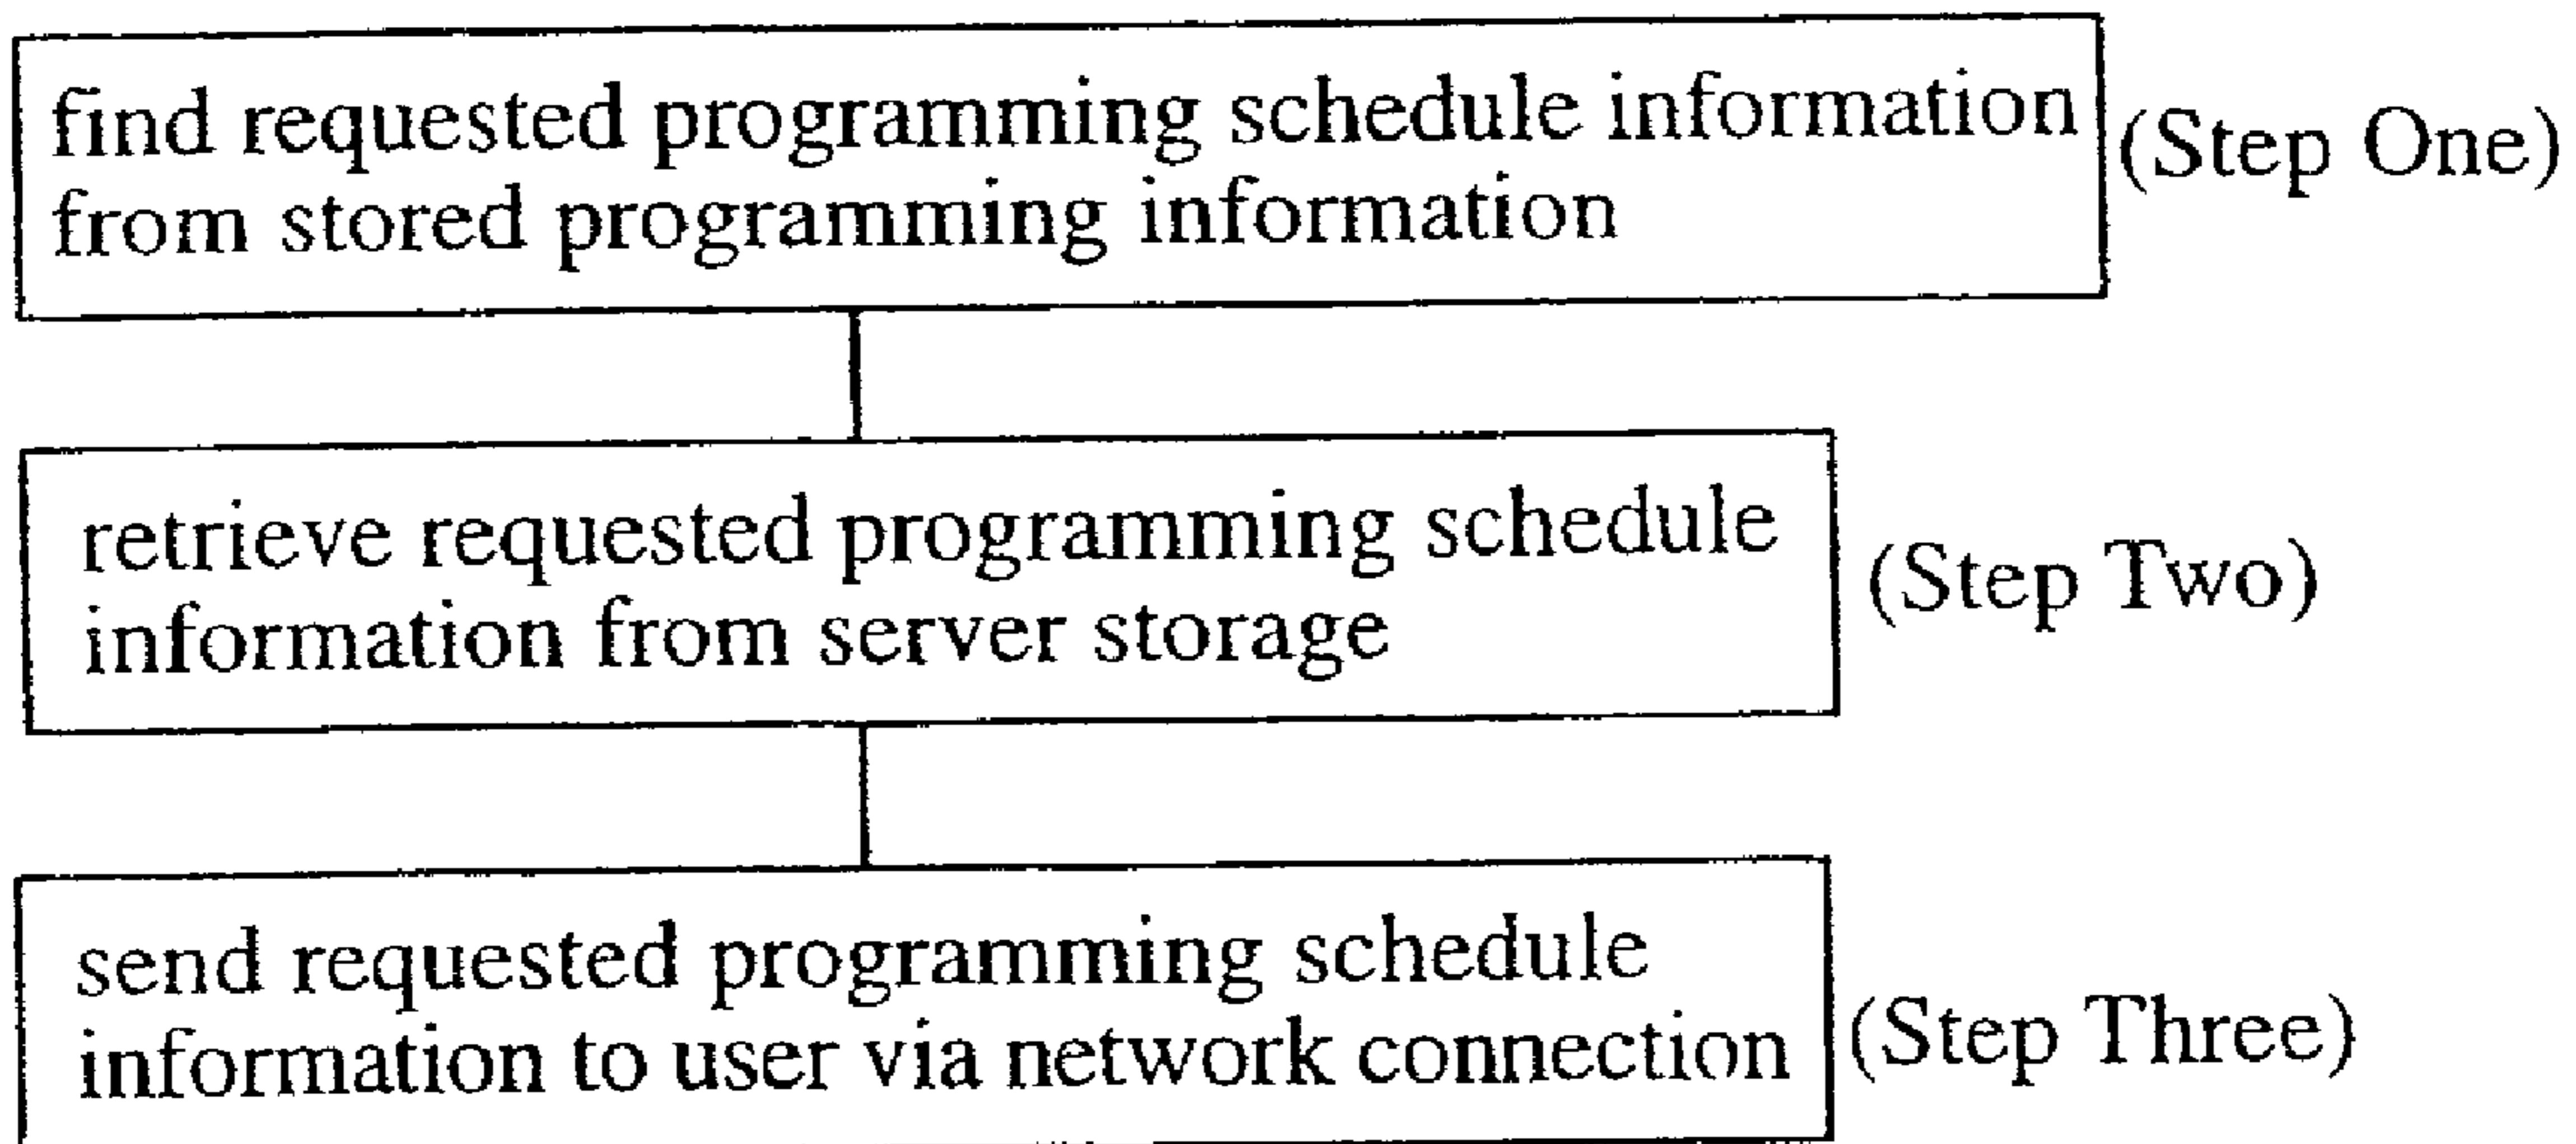 find requested programming schedule information
from stored programming information
(Step One)
retrieve requested programming schedule
information from server storage
(Step Two)
send requested programming schedule
information to user via network connection
(Step Three)